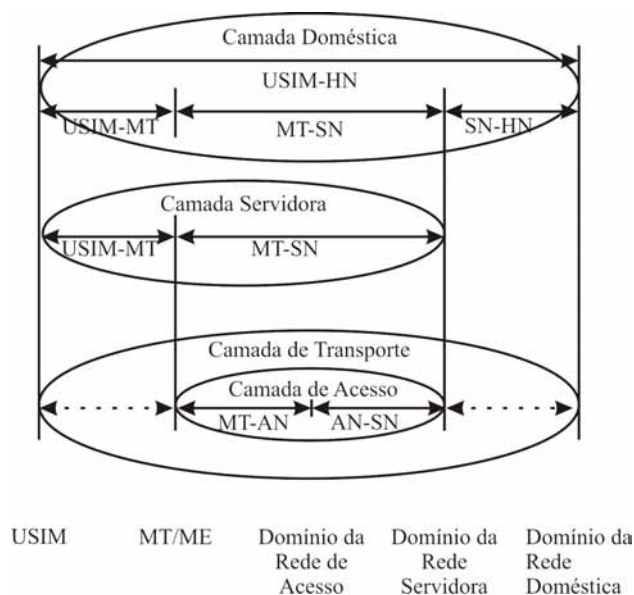 Camada Doméstica
USIM-HN
USIM-MT MT-SN SN-HN
Camada Servidora
USIM-MT MT-SN
Camada de Transporte
Camada de Acesso
MT-AN AN-SN
USIM MT/ME Domínio da Domínio da Domínio da
Rede de Rede Rede
Acesso Servidora Doméstica